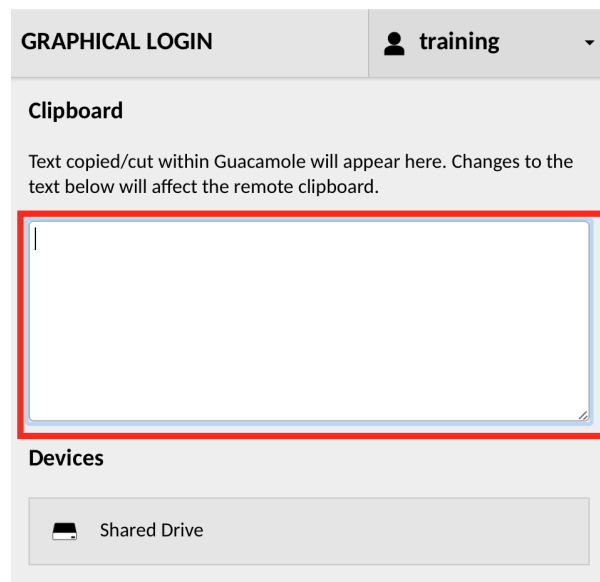 GRAPHICAL LOGIN
training
Clipboard
Text copied/cut within Guacamole will appear here. Changes to the
text below will affect the remote clipboard.
Devices
Shared Drive